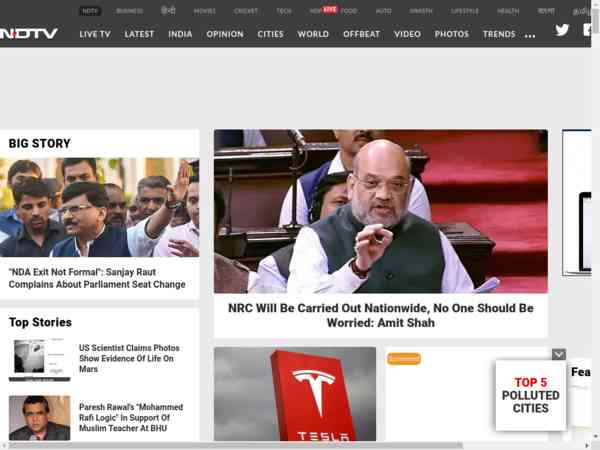 NDTV BUSINESS हिन्दी MOVIES CRICKET TECH HOP LIVE FOOD AUTO SWASTH LIFESTYLE HEALTH বাংলা தமிழ்
NDTV LIVE TV LATEST INDIA OPINION CITIES WORLD OFFBEAT VIDEO PHOTOS TRENDS ...
BIG STORY
"NDA Exit Not Formal": Sanjay Raut
Complains About Parliament Seat Change
NRC Will Be Carried Out Nationwide, No One Should Be
Worried: Amit Shah
Top Stories
US Scientist Claims Photos
Show Evidence Of Life On
Mars
Paresh Rawal's "Mohammed
Rafi Logic" In Support Of
Muslim Teacher At BHU
TESLA
Sponsored
TOP 5
POLLUTED
CITIES
Fea